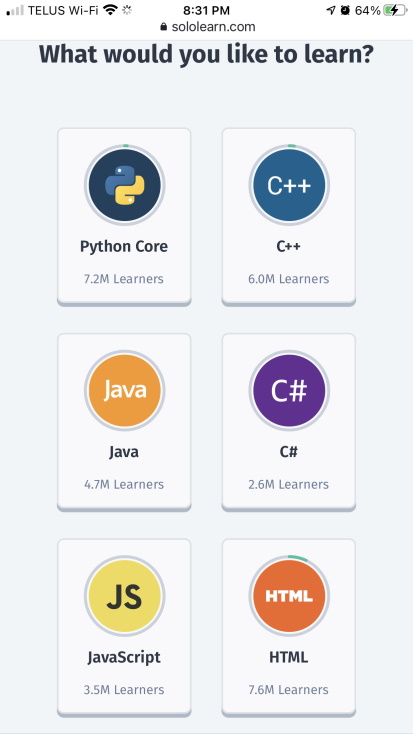 TELUS Wi-Fi 8:31 PM 64%
sololearn.com
What would you like to learn?
C++
Python Core C++
7.2M Learners 6.0M Learners
Java C#
Java C#
4.7M Learners 2.6M Learners
JS HTML
JavaScript HTML
3.5M Learners 7.6M Learners